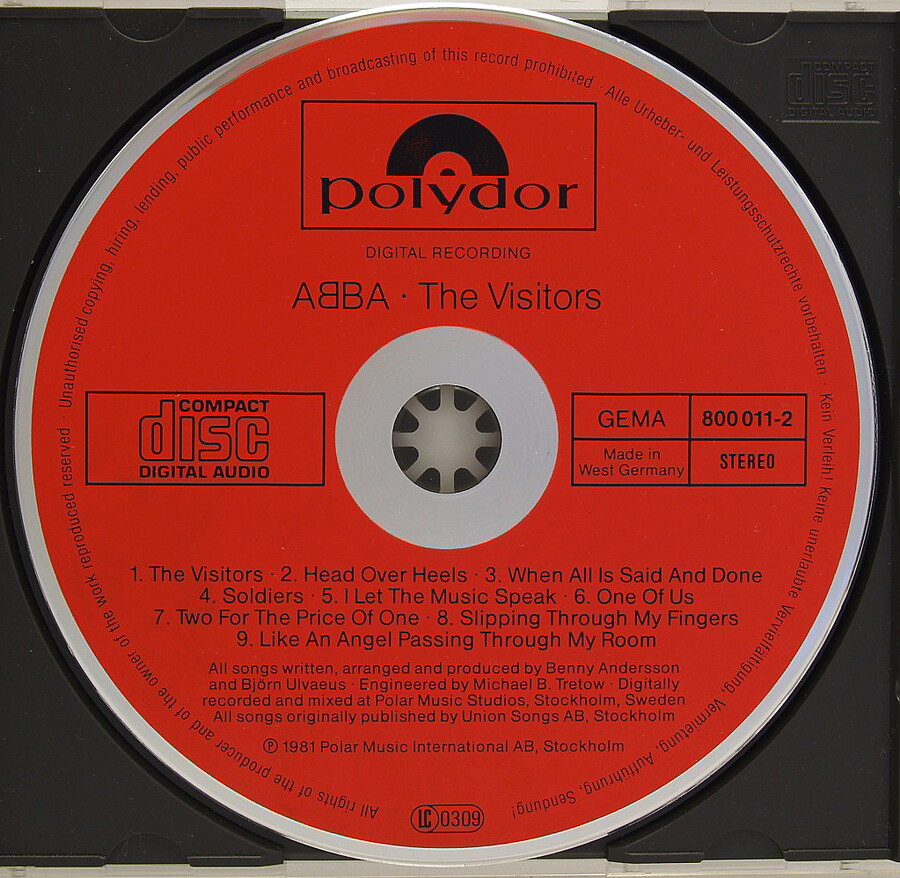 All rights of the producer and of the owner of the work reproduced reserved · Unauthorised copying, hiring, lending, public performance and broadcasting of this record prohibited · Alle Urheber- und Leistungsschutzrechte vorbehalten · Kein Verleih! Keine unerlaubte Vervielfältigung, Vermietung, Aufführung, Sendung!
COMPACT
disc
DIGITAL AUDIO
polydor
DIGITAL RECORDING
AᗺBA · The Visitors
COMPACT
disc
DIGITAL AUDIO
GEMA 800 011-2
Made in
West Germany STEREO
1. The Visitors · 2. Head Over Heels · 3. When All Is Said And Done
4. Soldiers · 5. I Let The Music Speak · 6. One Of Us
7. Two For The Price Of One · 8. Slipping Through My Fingers
9. Like An Angel Passing Through My Room
All songs written, arranged and produced by Benny Andersson
and Björn Ulvaeus · Engineered by Michael B. Tretow · Digitally
recorded and mixed at Polar Music Studios, Stockholm, Sweden
All songs originally published by Union Songs AB, Stockholm
℗ 1981 Polar Music International AB, Stockholm
LC 0309